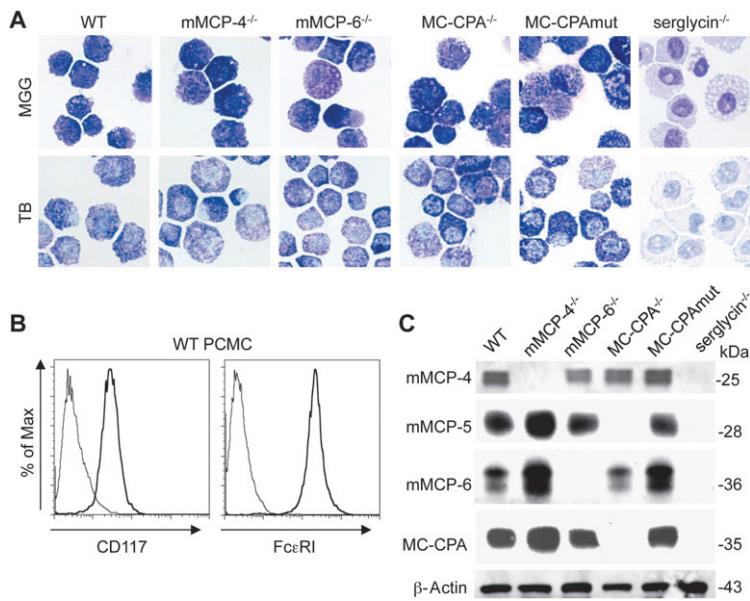 A
WT mMCP-4-/- mMCP-6-/- MC-CPA-/- MC-CPAmut serglycin-/-
MGG
TB
B
WT PCMC
% of Max
CD117
FcεRI
C
WT mMCP-4-/- mMCP-6-/- MC-CPA-/- MC-CPAmut serglycin-/-
kDa
mMCP-4 -25
mMCP-5 -28
mMCP-6 -36
MC-CPA -35
β-Actin -43